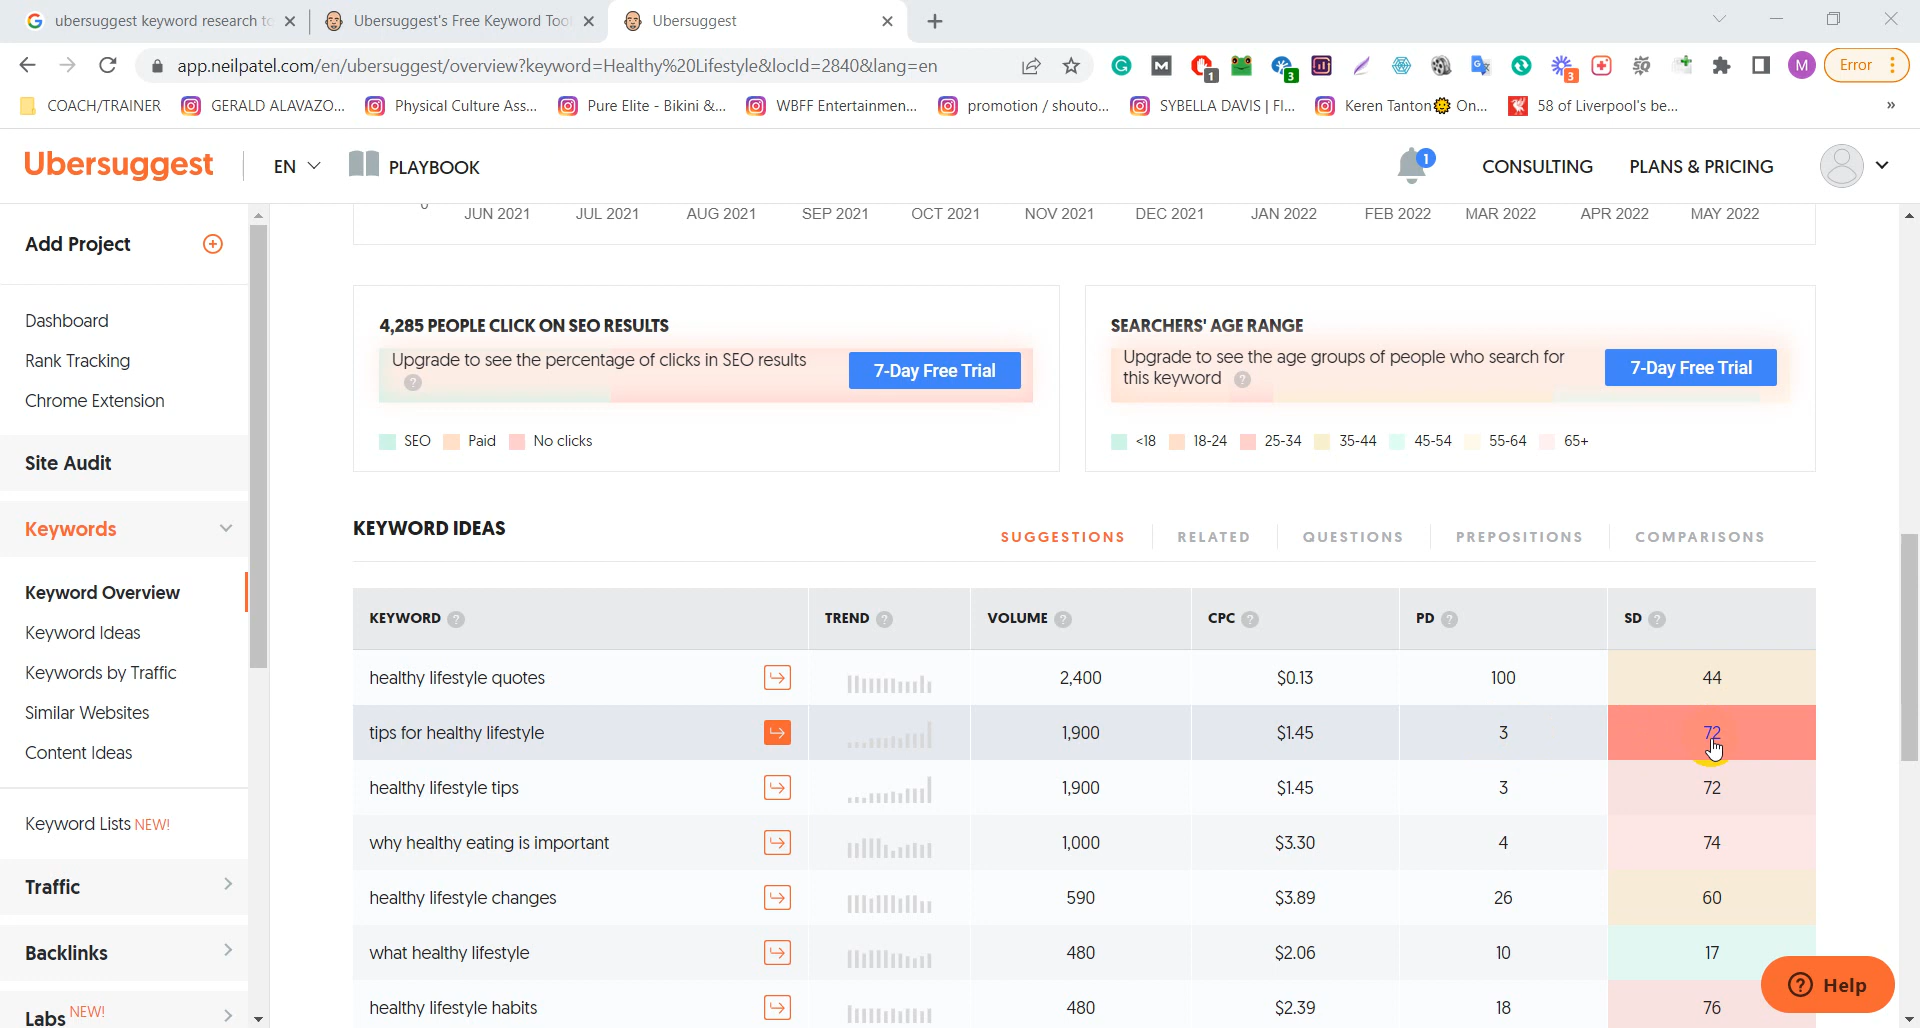 ubersuggest keyword research to
Ubersuggest's Free Keyword Tool
Ubersuggest
app.neilpatel.com/en/ubersuggest/overview?keyword=Healthy%20Lifestyle&locId=2840&lang=en
1
3
3
M
Error
COACH/TRAINER
GERALD ALAVAZO...
Physical Culture Ass...
Pure Elite - Bikini &...
WBFF Entertainmen...
promotion / shouto...
SYBELLA DAVIS | FI...
Keren Tanton🌞 On...
58 of Liverpool's be...
»
Ubersuggest
EN
PLAYBOOK
1
CONSULTING
PLANS & PRICING
Add Project
Dashboard
Rank Tracking
Chrome Extension
Site Audit
Keywords
Keyword Overview
Keyword Ideas
Keywords by Traffic
Similar Websites
Content Ideas
Keyword Lists NEW!
Traffic
Backlinks
Labs NEW!
0
JUN 2021 JUL 2021 AUG 2021 SEP 2021 OCT 2021 NOV 2021 DEC 2021 JAN 2022 FEB 2022 MAR 2022 APR 2022 MAY 2022
4,285 PEOPLE CLICK ON SEO RESULTS
Upgrade to see the percentage of clicks in SEO results
?
7-Day Free Trial
SEO Paid No clicks
SEARCHERS' AGE RANGE
Upgrade to see the age groups of people who search for
this keyword ?
7-Day Free Trial
<18 18-24 25-34 35-44 45-54 55-64 65+
KEYWORD IDEAS
SUGGESTIONS RELATED QUESTIONS PREPOSITIONS COMPARISONS
KEYWORD ? TREND ? VOLUME ? CPC ? PD ? SD ?
healthy lifestyle quotes 2,400 $0.13 100 44
tips for healthy lifestyle 1,900 $1.45 3 72
healthy lifestyle tips 1,900 $1.45 3 72
why healthy eating is important 1,000 $3.30 4 74
healthy lifestyle changes 590 $3.89 26 60
what healthy lifestyle 480 $2.06 10 17
healthy lifestyle habits 480 $2.39 18 76
? Help